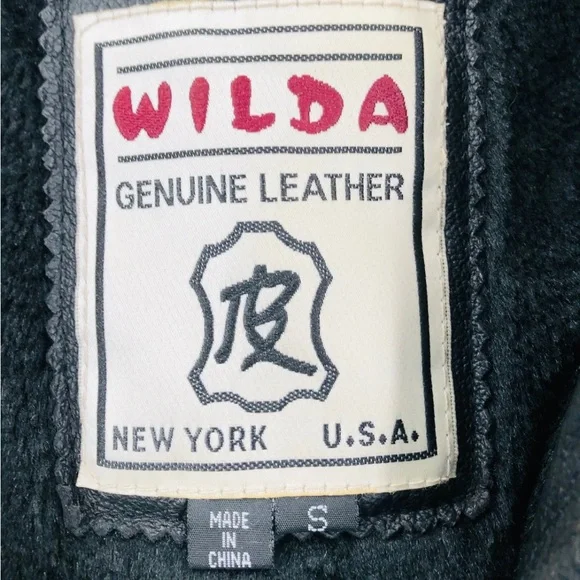 WILDA
GENUINE LEATHER
皮
NEW YORK U.S.A.
MADE IN CHINA
S